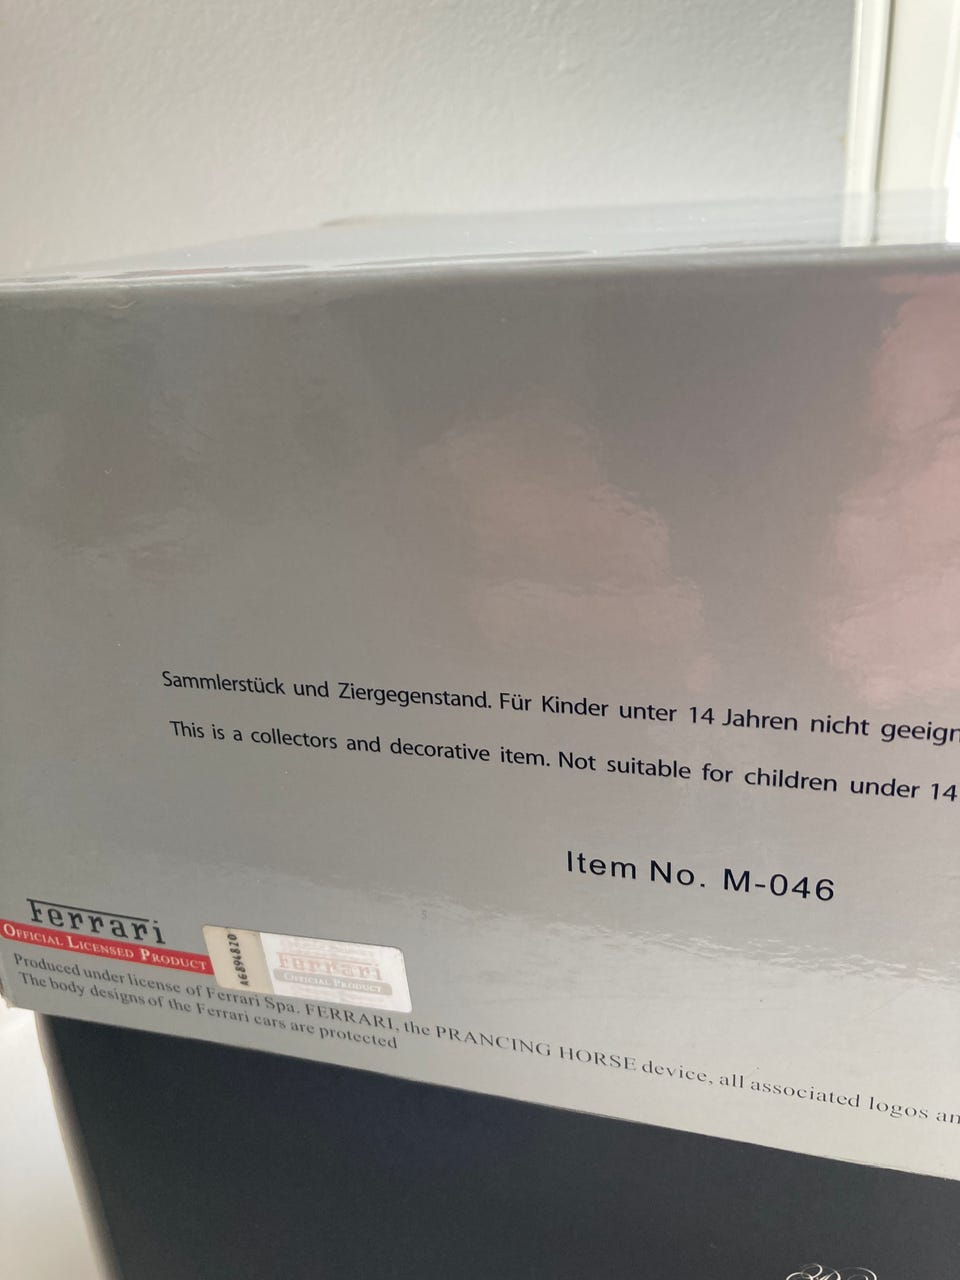 Sammlerstück und Ziergegenstand. Für Kinder unter 14 Jahren nicht geeign
This is a collectors and decorative item. Not suitable for children under 14
Item No. M-046
Ferrari
OFFICIAL LICENSED PRODUCT
Ferrari
OFFICIAL PRODUCT
Produced under license of Ferrari Spa. FERRARI, the PRANCING HORSE device, all associated logos an
The body designs of the Ferrari cars are protected